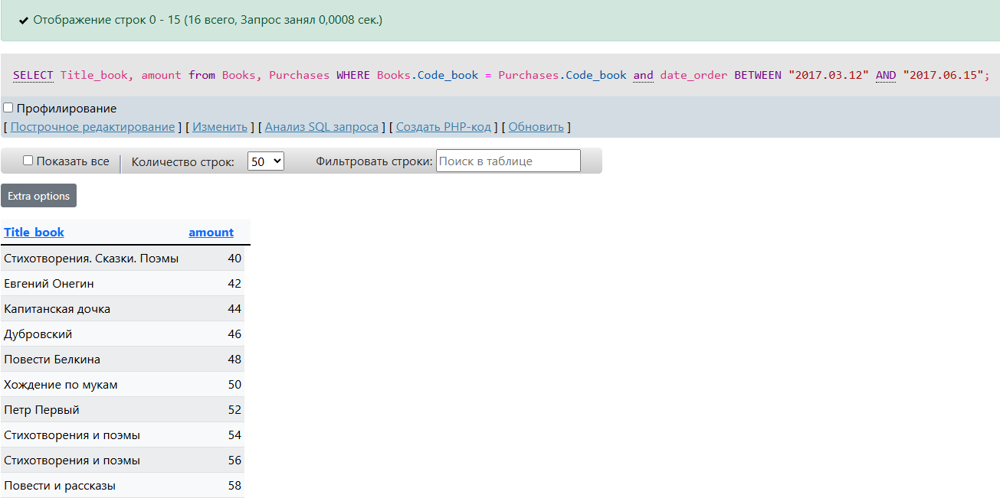 Отображение строк 0 - 15 (16 всего, Запрос занял 0,0008 сек.)
SELECT Title_book, amount from Books, Purchases WHERE Books.Code_book = Purchases.Code_book and date_order BETWEEN "2017.03.12" AND "2017.06.15";
Профилирование
[ Построчное редактирование ] [ Изменить ] [ Анализ SQL запроса ] [ Создать PHP-код ] [ Обновить ]
Показать все Количество строк: 50 Фильтровать строки: Поиск в таблице
Extra options
Title_book amount
Стихотворения. Сказки. Поэмы 40
Евгений Онегин 42
Капитанская дочка 44
Дубровский 46
Повести Белкина 48
Хождение по мукам 50
Петр Первый 52
Стихотворения и поэмы 54
Стихотворения и поэмы 56
Повести и рассказы 58